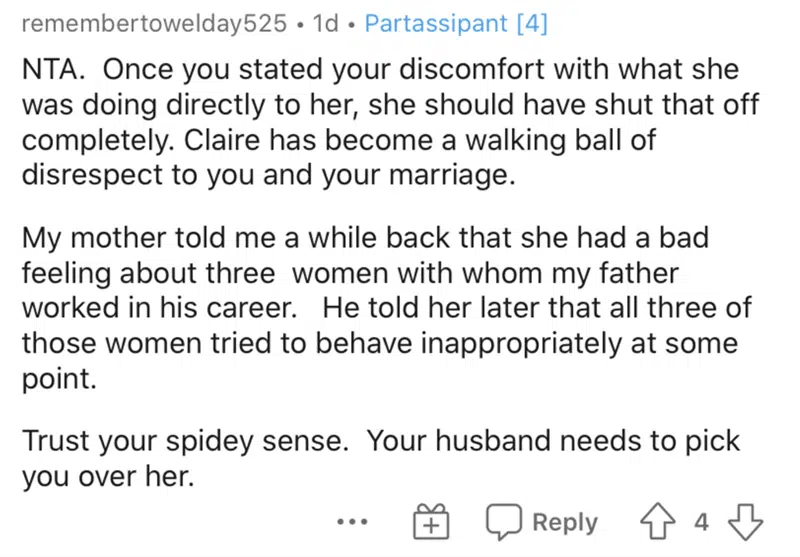 remembertowelday525 • 1d • Partassipant [4]
NTA.  Once you stated your discomfort with what she
was doing directly to her, she should have shut that off
completely. Claire has become a walking ball of
disrespect to you and your marriage.
My mother told me a while back that she had a bad
feeling about three  women with whom my father
worked in his career.   He told her later that all three of
those women tried to behave inappropriately at some
point.
Trust your spidey sense.  Your husband needs to pick
you over her.
... Reply 4